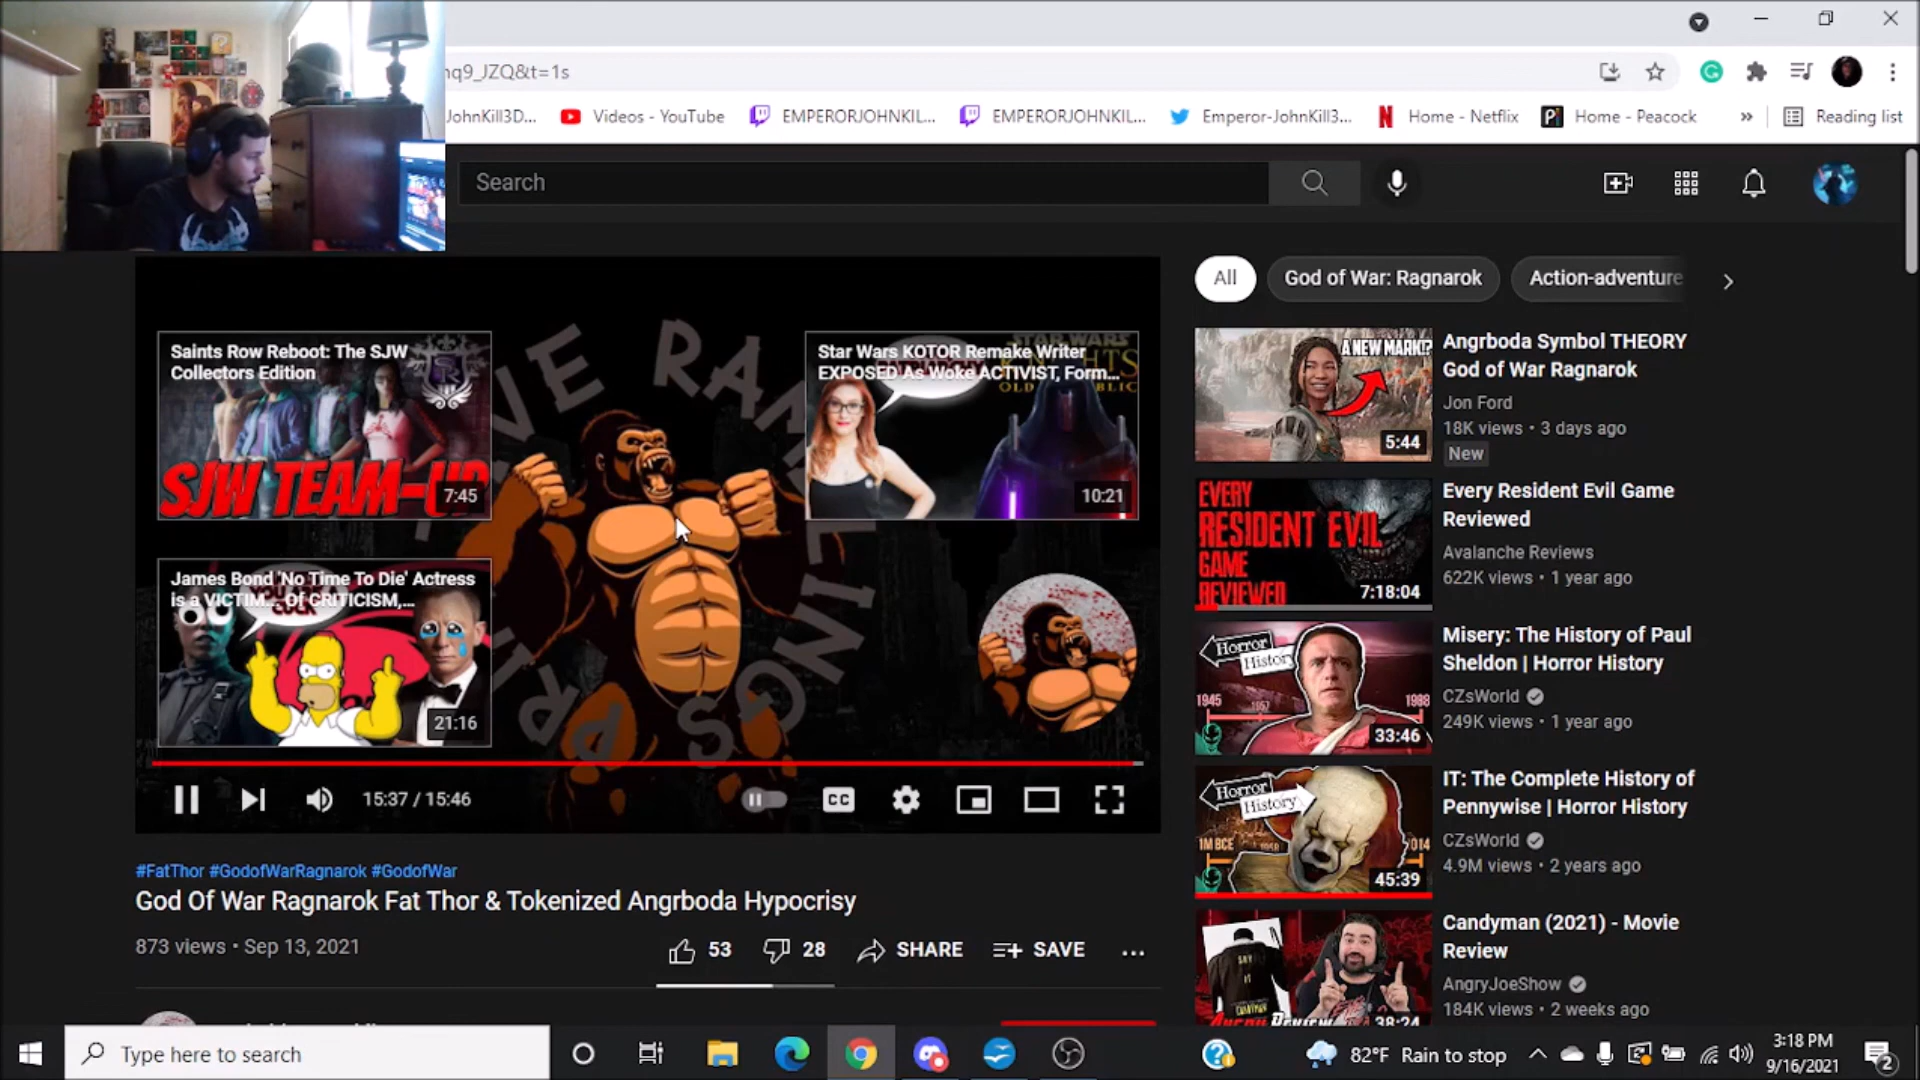 nq9_JZQ&t=1s
JohnKill3D...
Videos - YouTube
EMPERORJOHNKIL...
EMPERORJOHNKIL...
Emperor-JohnKill3...
Home - Netflix
Home - Peacock
»
Reading list
Search
Saints Row Reboot: The SJW
Collectors Edition
SJW TEAM-UP
7:45
Star Wars KOTOR Remake Writer
EXPOSED As Woke ACTIVIST, Form...
10:21
James Bond 'No Time To Die' Actress
is a VICTIM... Of CRITICISM,...
21:16
15:37 / 15:46
CC
#FatThor #GodofWarRagnarok #GodofWar
God Of War Ragnarok Fat Thor & Tokenized Angrboda Hypocrisy
873 views • Sep 13, 2021
53
28
SHARE
SAVE
All
God of War: Ragnarok
Action-adventure
A NEW MARK!?
5:44
Angrboda Symbol THEORY
God of War Ragnarok
Jon Ford
18K views • 3 days ago
New
EVERY
RESIDENT EVIL
GAME
REVIEWED
7:18:04
Every Resident Evil Game
Reviewed
Avalanche Reviews
622K views • 1 year ago
Horror
History
1945
1957
1988
33:46
Misery: The History of Paul
Sheldon | Horror History
CZsWorld
249K views • 1 year ago
Horror
History
1M BCE
45:39
IT: The Complete History of
Pennywise | Horror History
CZsWorld
4.9M views • 2 years ago
38:24
Candyman (2021) - Movie
Review
AngryJoeShow
184K views • 2 weeks ago
Type here to search
82°F Rain to stop
3:18 PM
9/16/2021
2